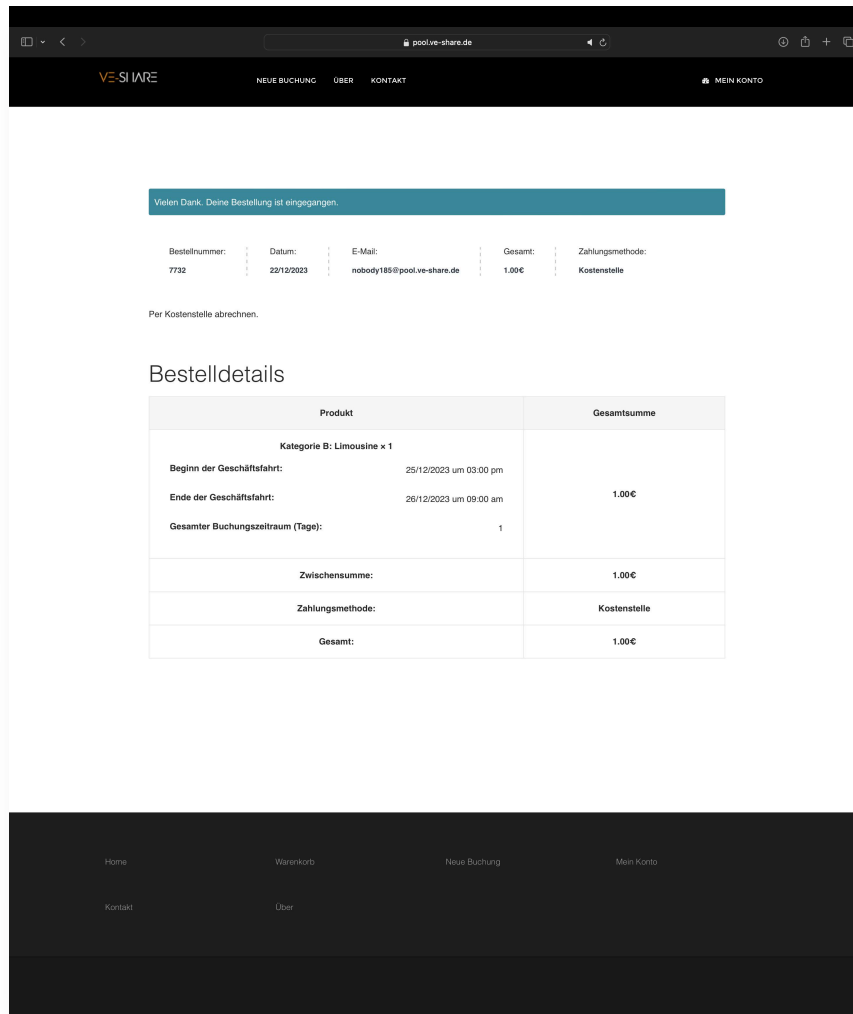 pool.ve-share.de
VE-SHARE
NEUE BUCHUNG ÜBER KONTAKT MEIN KONTO
Vielen Dank. Deine Bestellung ist eingegangen.
Bestellnummer: Datum: E-Mail: Gesamt: Zahlungsmethode:
7732 22/12/2023 nobody185@pool.ve-share.de 1.00€ Kostenstelle
Per Kostenstelle abrechnen.
Bestelldetails
Produkt Gesamtsumme
Kategorie B: Limousine × 1
Beginn der Geschäftsfahrt: 25/12/2023 um 03:00 pm
Ende der Geschäftsfahrt: 26/12/2023 um 09:00 am 1.00€
Gesamter Buchungszeitraum (Tage): 1
Zwischensumme: 1.00€
Zahlungsmethode: Kostenstelle
Gesamt: 1.00€
Home Warenkorb Neue Buchung Mein Konto
Kontakt Über